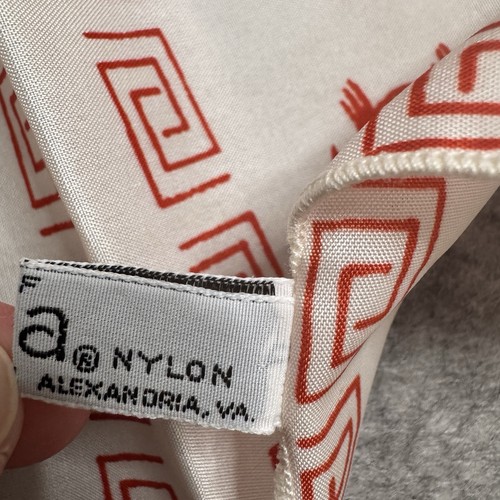 F
a® NYLON
ALEXANDRIA, VA.